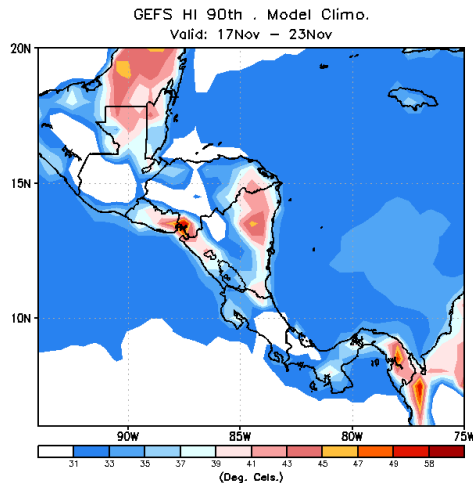 GEFS HI 90th . Model Climo.
Valid: 17Nov – 23Nov
20N
15N
10N
90W 85W 80W 75W
31 33 35 37 39 41 43 45 47 49 58
(Deg. Cels.)